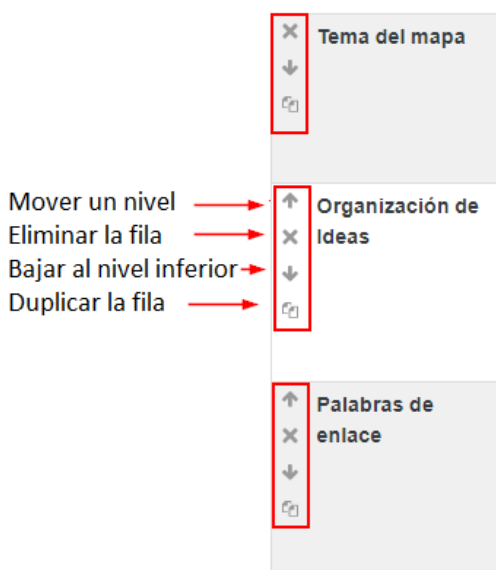 Tema del mapa
Mover un nivel
Eliminar la fila
Bajar al nivel inferior
Duplicar la fila
Organización de
Ideas
Palabras de
enlace